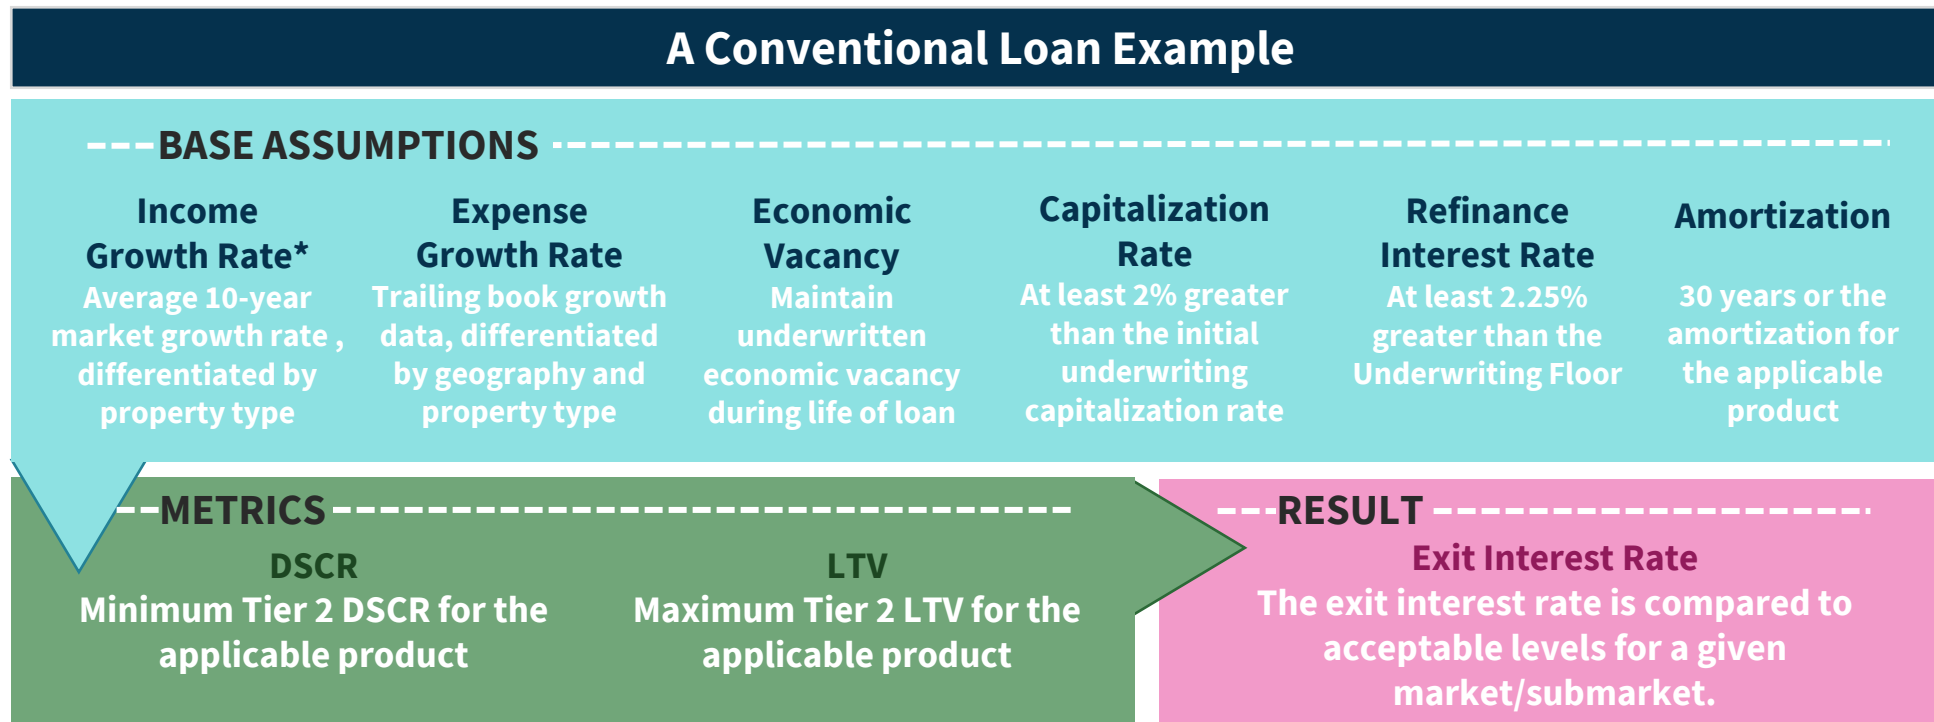 A Conventional Loan Example
BASE ASSUMPTIONS
Income
Growth Rate*
Average 10-year
market growth rate ,
differentiated by
property type
Expense
Growth Rate
Trailing book growth
data, differentiated
by geography and
property type
Economic
Vacancy
Maintain
underwritten
economic vacancy
during life of loan
Capitalization
Rate
At least 2% greater
than the initial
underwriting
capitalization rate
Refinance
Interest Rate
At least 2.25%
greater than the
Underwriting Floor
Amortization
30 years or the
amortization for
the applicable
product
METRICS
DSCR
Minimum Tier 2 DSCR for the
applicable product
LTV
Maximum Tier 2 LTV for the
applicable product
RESULT
Exit Interest Rate
The exit interest rate is compared to
acceptable levels for a given
market/submarket.